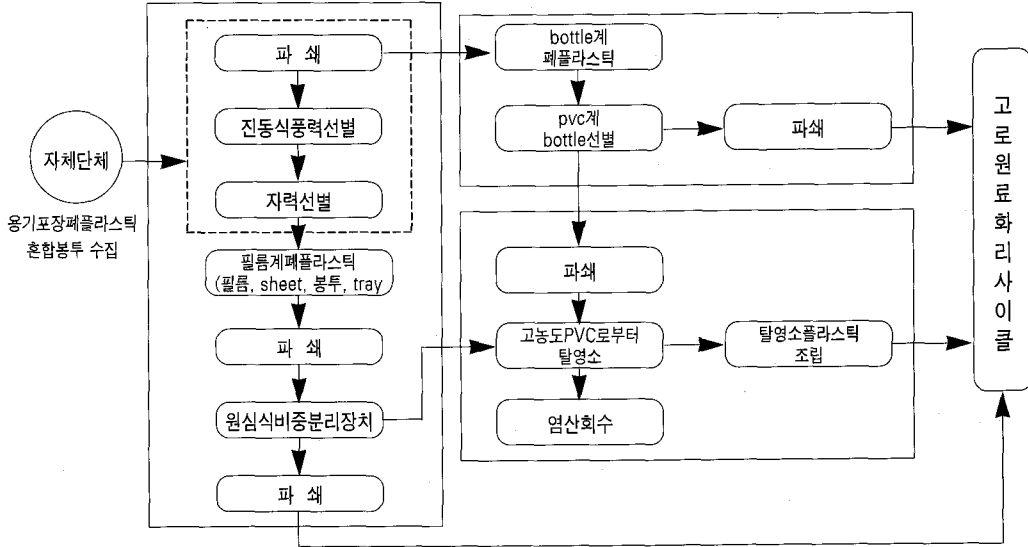 자체단체
용기포장폐플라스틱
혼합봉투 수집
파 쇄
진동식풍력선별
자력선별
필름계폐플라스틱
(필름, sheet, 봉투, tray
파 쇄
원심식비중분리장치
파 쇄
bottle계
폐플라스틱
pvc계
bottle선별
파쇄
파쇄
고농도PVC로부터
탈영소
탈영소플라스틱
조립
염산회수
고로원료화리사이클